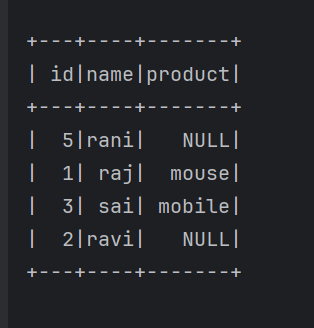 +---+----+-------+
| id|name|product|
+---+----+-------+
|  5|rani|   NULL|
|  1| raj|  mouse|
|  3| sai| mobile|
|  2|ravi|   NULL|
+---+----+-------+